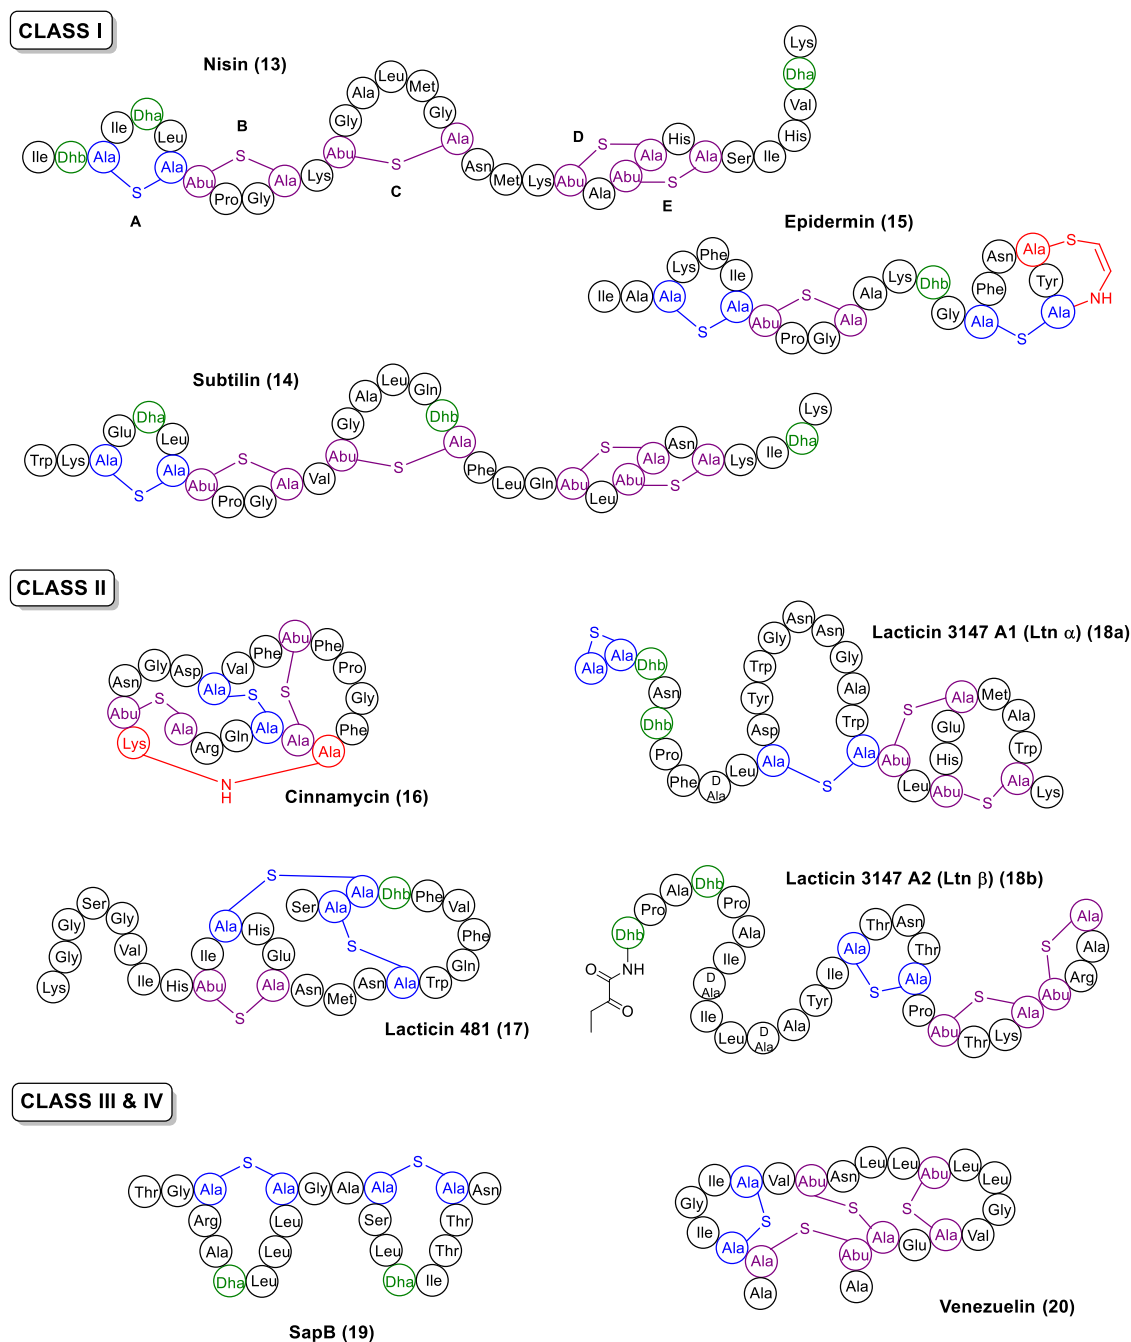 CLASS I
Nisin (13)
Ile Dhb Ala Ile Dha Leu Ala Abu Pro Gly Ala Lys Abu Gly Ala Leu Met Gly Ala Asn Met Lys Abu Ala Abu Ala His Ala Ser Ile His Val Dha Lys
S S S S S
A B C D E
Epidermin (15)
Ile Ala Ala Lys Phe Ile Ala Abu Pro Gly Ala Ala Lys Dhb Gly Ala Phe Asn Ala Tyr Ala
S S S S NH
Subtilin (14)
Trp Lys Ala Glu Dha Leu Ala Abu Pro Gly Ala Val Abu Gly Ala Leu Gln Dhb Ala Phe Leu Gln Abu Leu Abu Ala Asn Ala Lys Ile Dha Lys
S S S S S
CLASS II
Cinnamycin (16)
Ala Arg Gln Ala Ala Phe Gly Pro Phe Abu Phe Val Ala Asp Gly Asn Abu Lys Ala
S S S N H
Lacticin 3147 A1 (Ltn α) (18a)
Ala Ala Dhb Asn Dhb Pro Phe D Ala Leu Ala Asp Tyr Trp Gly Asn Asn Gly Ala Trp Ala Abu Leu Abu His Glu Ala Met Ala Trp Ala Lys
S S S S
Lacticin 481 (17)
Lys Gly Gly Ser Gly Val Ile His Abu Ile Ala His Glu Ala Asn Met Asn Ala Trp Gln Phe Val Phe Dhb Ala Ala Ser
S S S
Lacticin 3147 A2 (Ltn β) (18b)
O O NH
Dhb Pro Ala Dhb Pro Ala Ile D Ala Ile Leu D Ala Ala Tyr Ile Ala Thr Asn Thr Ala Pro Abu Thr Lys Ala Abu Arg Ala Ala
S S S
CLASS III & IV
SapB (19)
Thr Gly Ala Arg Ala Dha Leu Leu Leu Ala Gly Ala Ala Ser Leu Dha Ile Thr Thr Ala Asn
S S
Venezuelin (20)
Ala Ala Ala Ile Gly Ile Ala Val Abu Asn Leu Leu Abu Leu Leu Gly Val Ala Glu Ala Abu Ala
S S S S